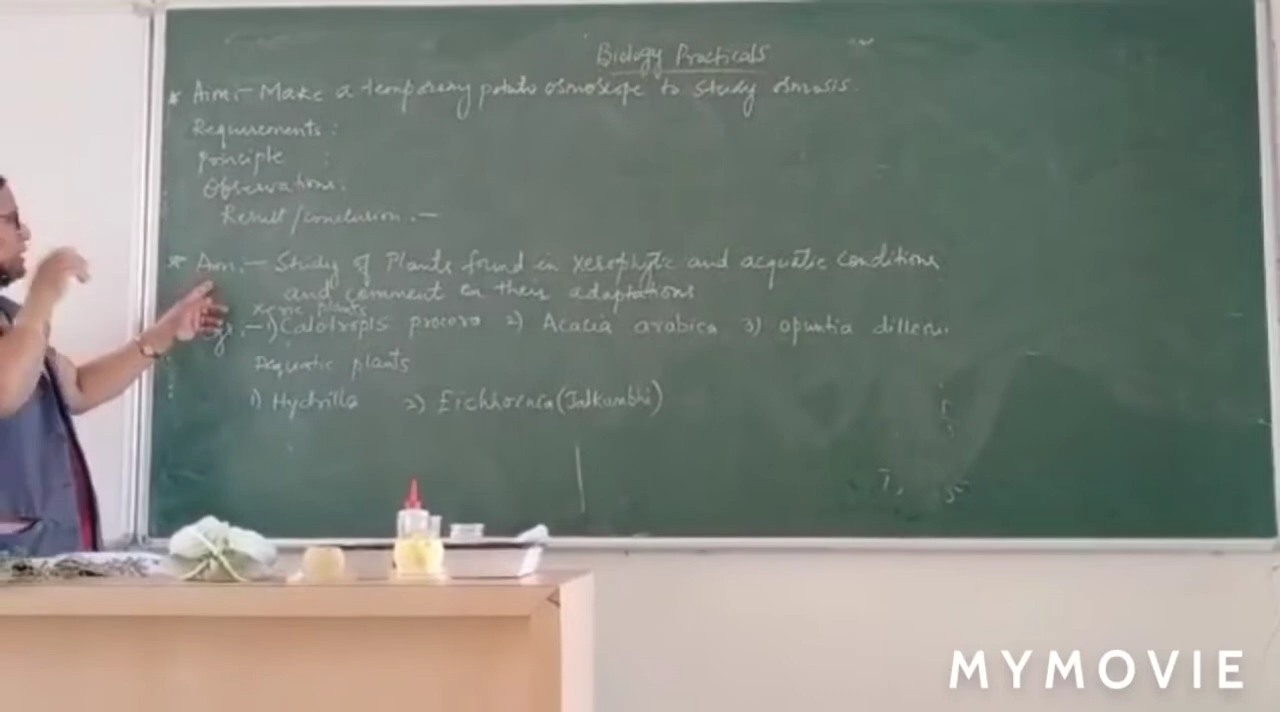 Biology Practicals
* Aim:- Make a temporary potato osmoscope to study osmosis.
Requirements :
Principle :
Observations:
Result/conclusion.-
* Aim.- Study of Plants found in xerophytic and acquatic conditions
and comment on their adaptations
Xeric plants
Eg.-1) Calotropis procera 2) Acacia arabica 3) opuntia dilleni.
Aquatic plants
1) Hydrilla 2) Eichhornea (Jalkumbhi)
MYMOVIE